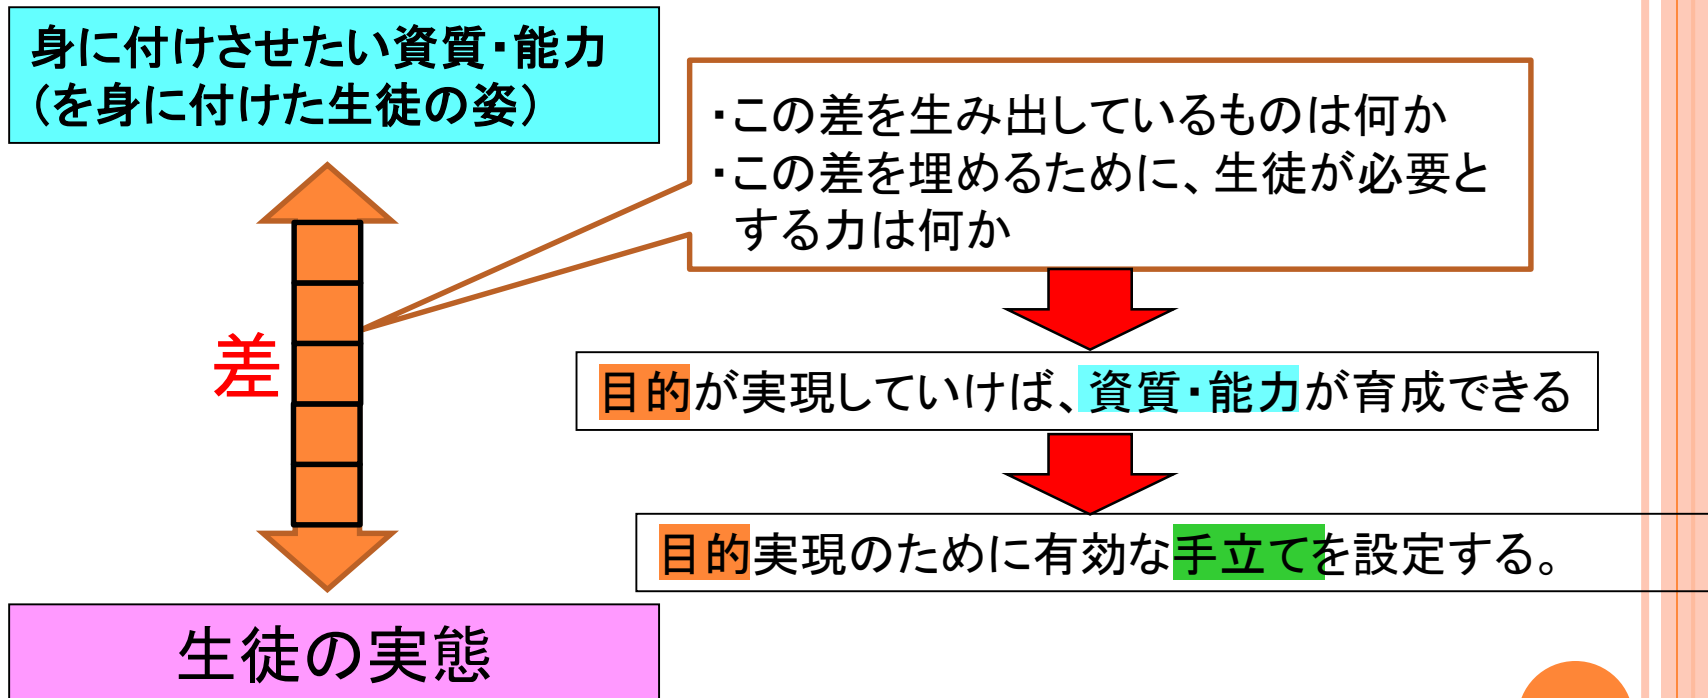 身に付けさせたい資質・能力
（を身に付けた生徒の姿）
・この差を生み出しているものは何か
・この差を埋めるために、生徒が必要と
する力は何か
差
目的が実現していけば、資質・能力が育成できる
目的実現のために有効な手立てを設定する。
生徒の実態